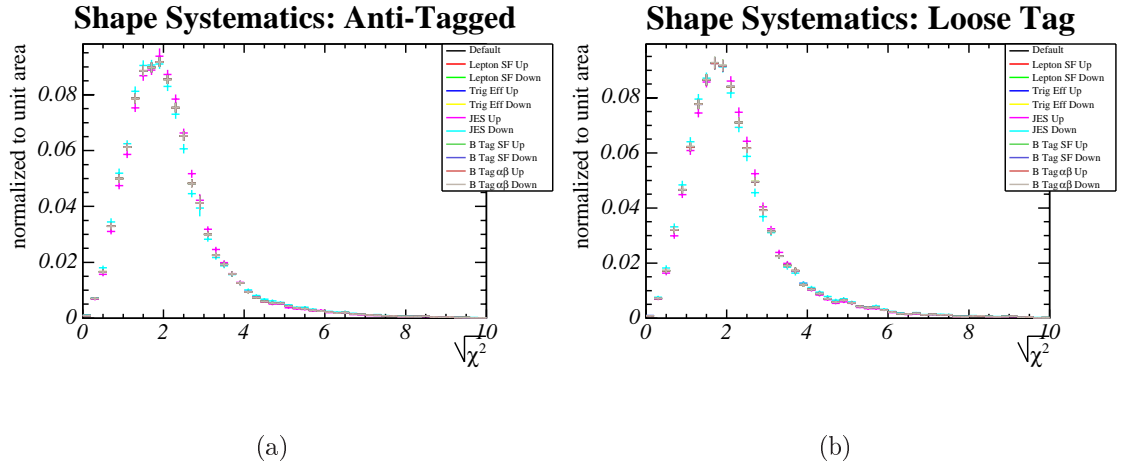 Shape Systematics: Anti-Tagged
normalized to unit area
0.08
0.06
0.04
0.02
0
0 2 4 6 8 10
√χ²
Default
Lepton SF Up
Lepton SF Down
Trig Eff Up
Trig Eff Down
JES Up
JES Down
B Tag SF Up
B Tag SF Down
B Tag αβ Up
B Tag αβ Down
(a)
Shape Systematics: Loose Tag
normalized to unit area
0.08
0.06
0.04
0.02
0
0 2 4 6 8 10
√χ²
Default
Lepton SF Up
Lepton SF Down
Trig Eff Up
Trig Eff Down
JES Up
JES Down
B Tag SF Up
B Tag SF Down
B Tag αβ Up
B Tag αβ Down
(b)